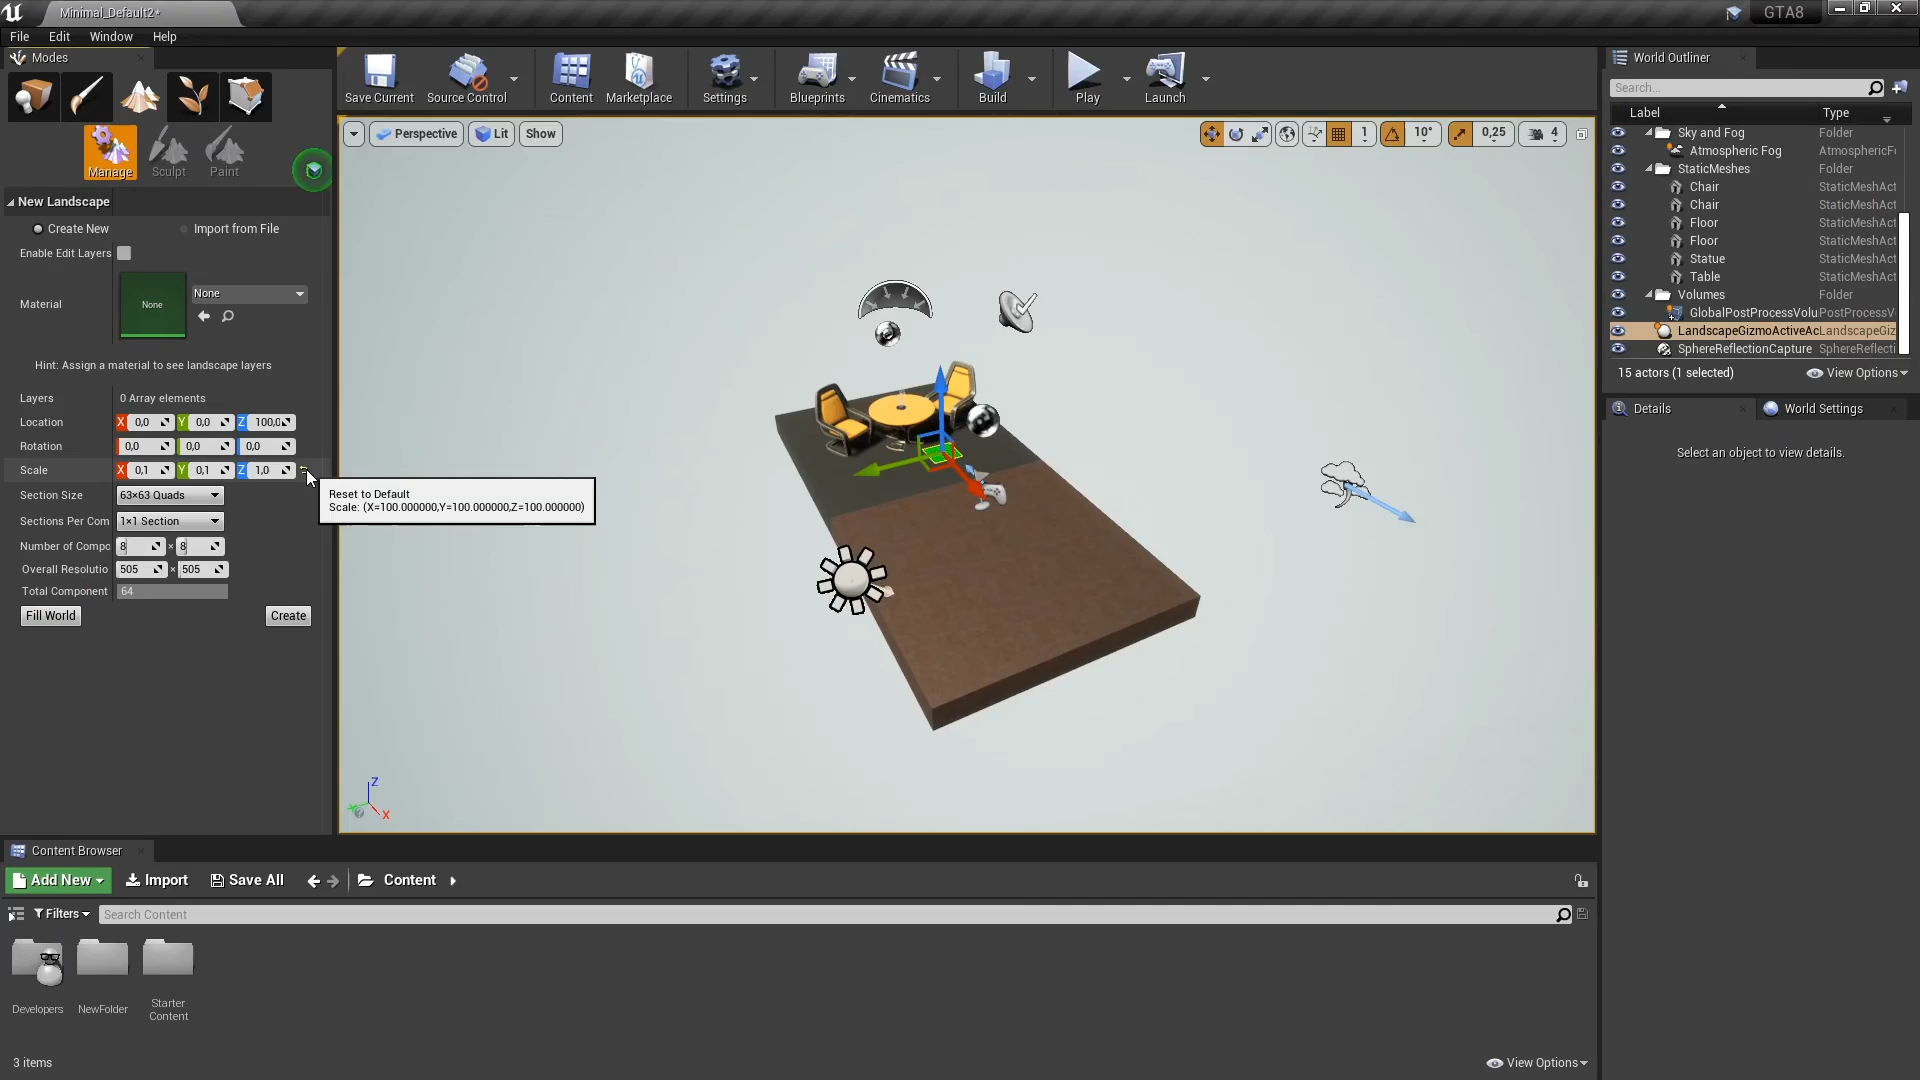 Minimal_Default2*
GTA8
File Edit Window Help
Modes
Manage Sculpt Paint
New Landscape
Create New Import from File
Enable Edit Layers
Material None None
Hint: Assign a material to see landscape layers
Layers 0 Array elements
Location X 0,0 Y 0,0 Z 100,0
Rotation 0,0 0,0 0,0
Scale X 0,1 Y 0,1 Z 1,0
Reset to Default
Scale: (X=100.000000,Y=100.000000,Z=100.000000)
Section Size 63×63 Quads
Sections Per Com 1×1 Section
Number of Compo 8 × 8
Overall Resolutio 505 × 505
Total Component 64
Fill World Create
Save Current Source Control Content Marketplace Settings Blueprints Cinematics Build Play Launch
Perspective Lit Show
1 10° 0,25 4
Z
X
World Outliner
Search...
Label Type
Sky and Fog Folder
Atmospheric Fog AtmosphericF
StaticMeshes Folder
Chair StaticMeshAct
Chair StaticMeshAct
Floor StaticMeshAct
Floor StaticMeshAct
Statue StaticMeshAct
Table StaticMeshAct
Volumes Folder
GlobalPostProcessVolu PostProcessV
LandscapeGizmoActiveAc LandscapeGiz
SphereReflectionCapture SphereReflecti
15 actors (1 selected) View Options
Details World Settings
Select an object to view details.
Content Browser
Add New Import Save All Content
Filters Search Content
Developers NewFolder Starter
Content
3 items View Options